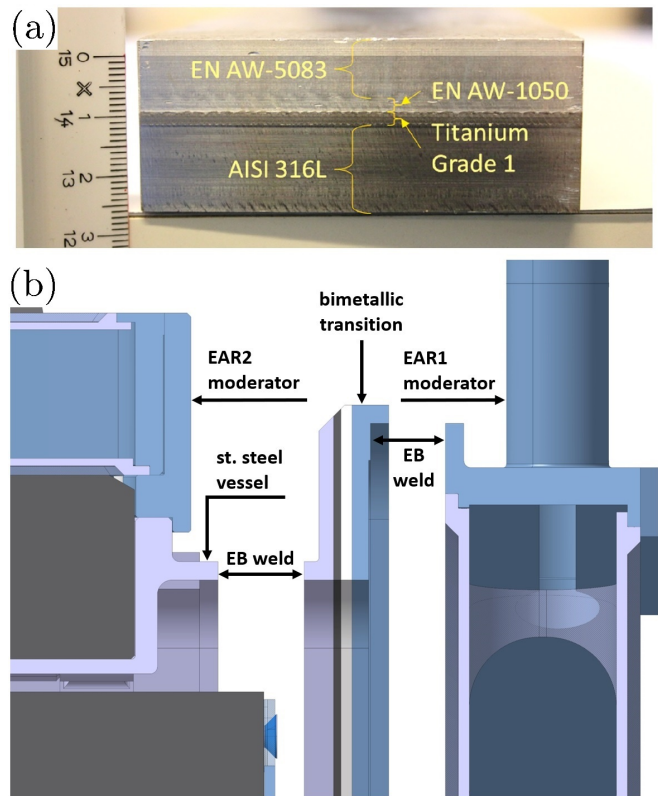 (a)
EN AW-5083
EN AW-1050
Titanium
Grade 1
AISI 316L
15
0
14
1
13
2
12
3
(b)
bimetallic
transition
EAR2
moderator
EAR1
moderator
st. steel
vessel
EB
weld
EB weld